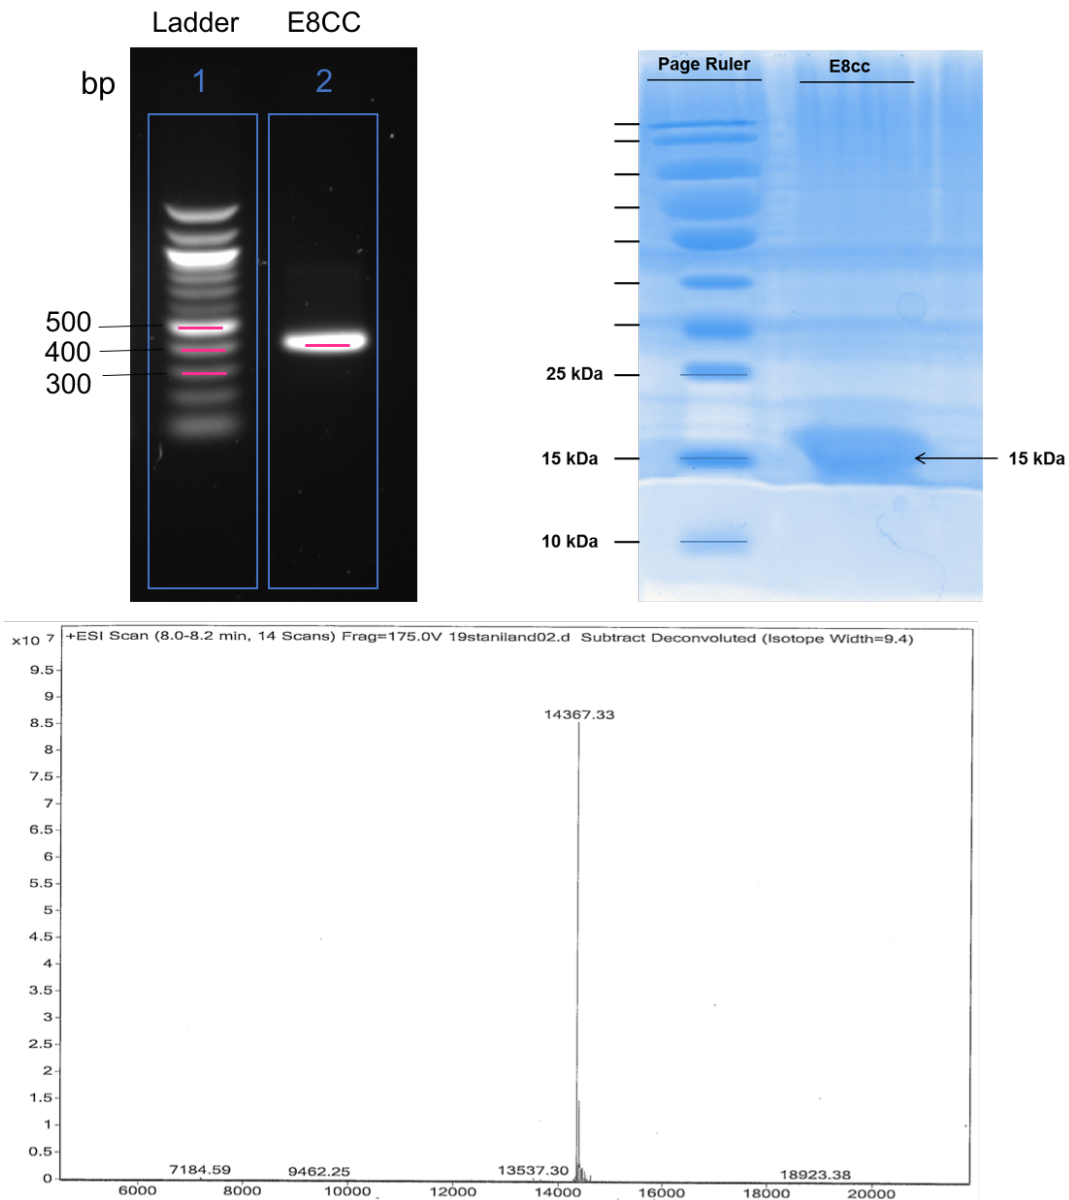 Ladder E8CC
bp 1 2
500
400
300
Page Ruler E8cc
25 kDa
15 kDa 15 kDa
10 kDa
x10 7 +ESI Scan (8.0-8.2 min, 14 Scans) Frag=175.0V 19staniland02.d Subtract Deconvoluted (Isotope Width=9.4)
9.5
9
8.5
8
7.5
7
6.5
6
5.5
5
4.5
4
3.5
3
2.5
2
1.5
1
0.5
0
14367.33
7184.59 9462.25 13537.30 18923.38
6000 8000 10000 12000 14000 16000 18000 20000